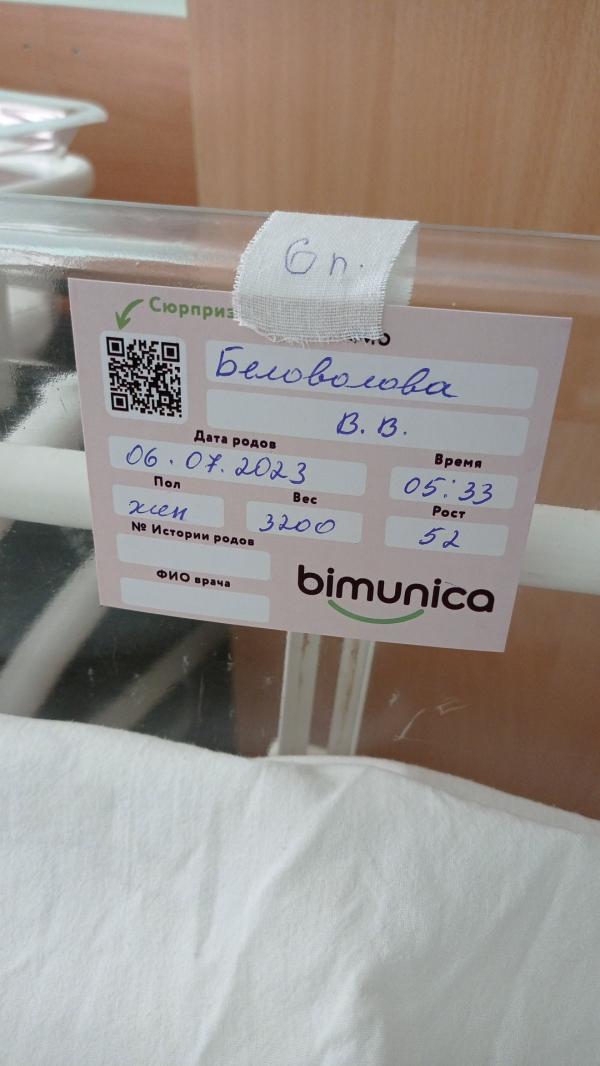 6 п.
Сюрприз
Беловолова
В. В.
Дата родов
Время
06.07.2023
05:33
Пол
Вес
Рост
жен
3200
52
№ Истории родов
ФИО врача
bimunica